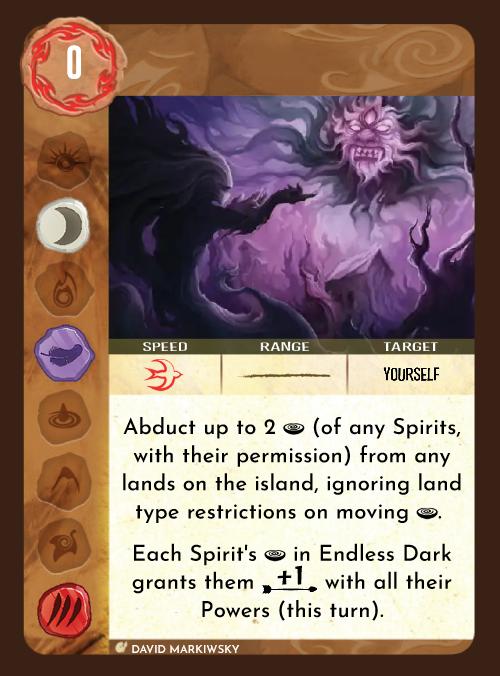 0
SPEED RANGE TARGET
YOURSELF
Abduct up to 2 (of any Spirits,
with their permission) from any
lands on the island, ignoring land
type restrictions on moving .
Each Spirit's in Endless Dark
grants them +1 with all their
Powers (this turn).
DAVID MARKIWSKY